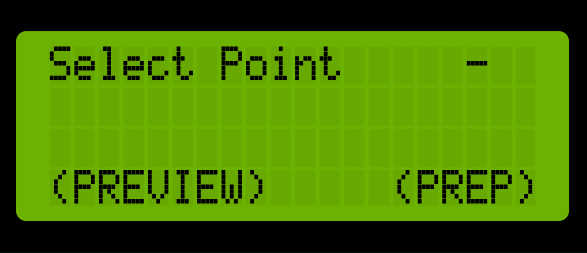 Select Point     -
(PREVIEW)     (PREP)